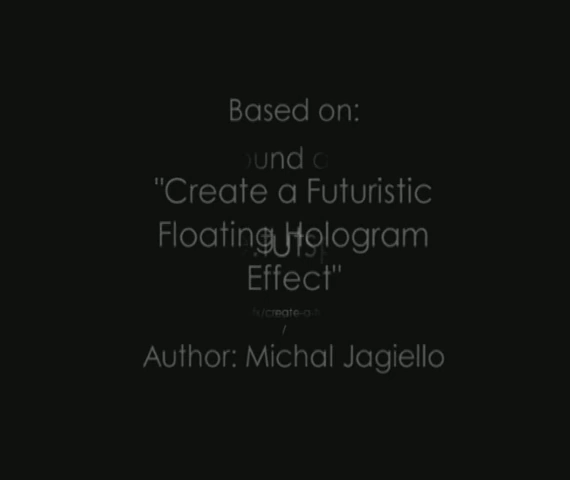 Based on:
"Create a Futuristic
Floating Hologram
Effect"
/
Author: Michal Jagiello